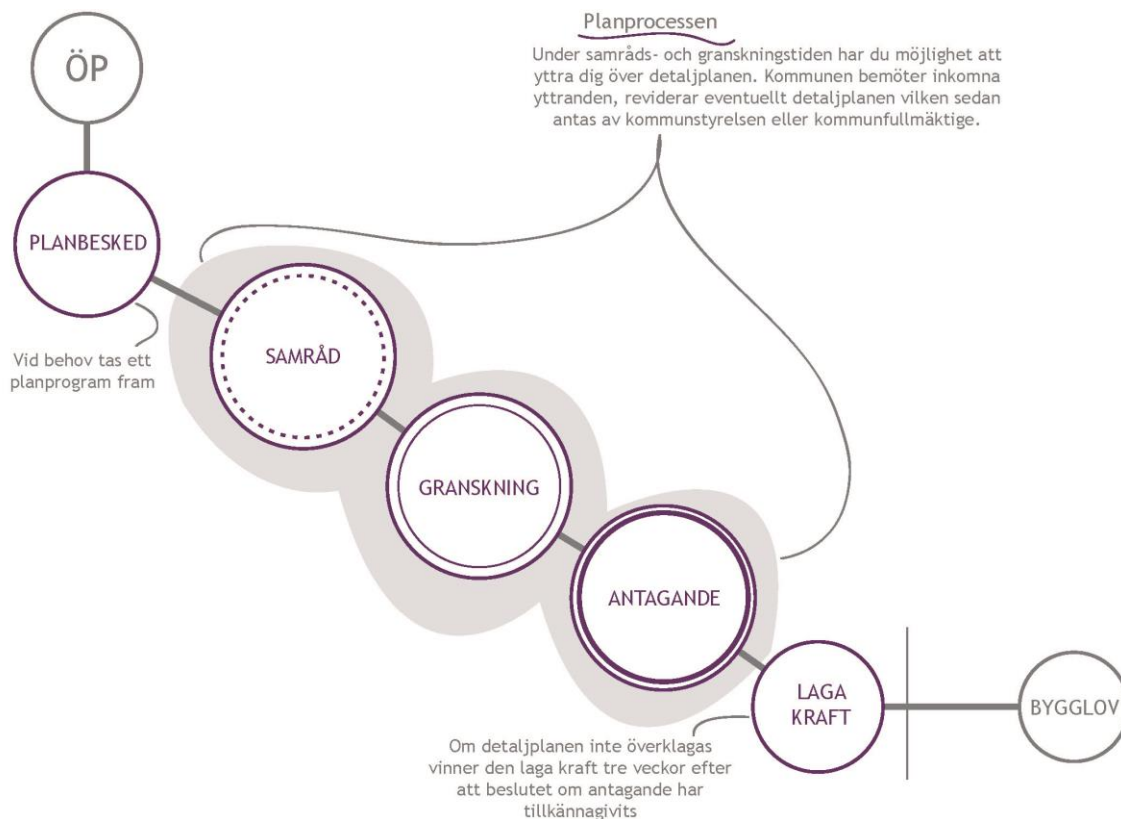 ÖP
Planprocessen
Under samråds- och granskningstiden har du möjlighet att
yttra dig över detaljplanen. Kommunen bemöter inkomna
yttranden, reviderar eventuellt detaljplanen vilken sedan
antas av kommunstyrelsen eller kommunfullmäktige.
PLANBESKED
Vid behov tas ett
planprogram fram
SAMRÅD
GRANSKNING
ANTAGANDE
LAGA
KRAFT
Om detaljplanen inte överklagas
vinner den laga kraft tre veckor efter
att beslutet om antagande har
tillkännagivits
BYGGLOV